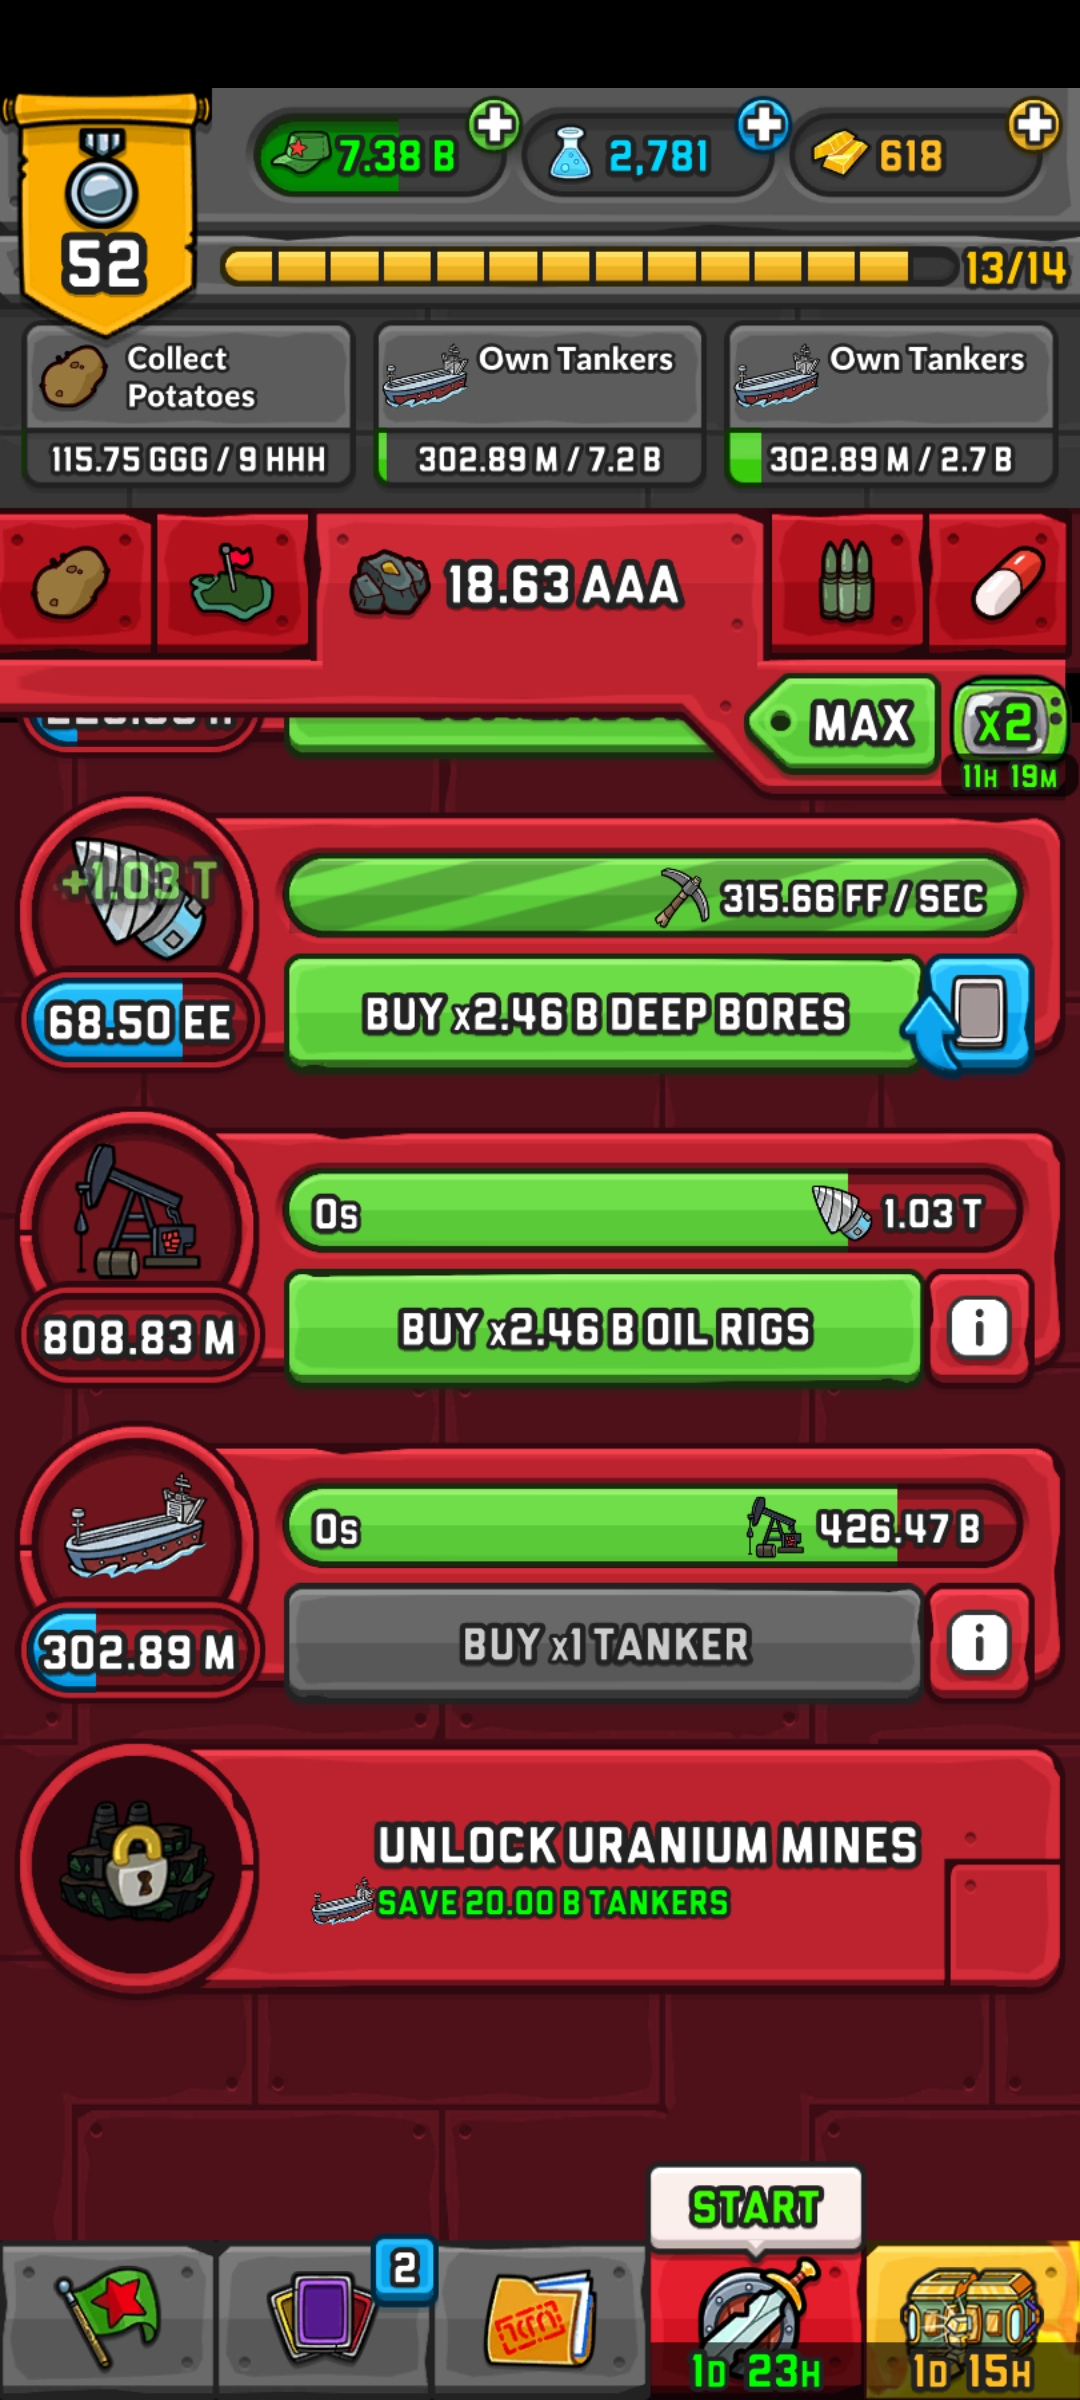 7.38 B
2,781
618
52
13/14
Collect
Potatoes
115.75 GGG / 9 HHH
Own Tankers
302.89 M / 7.2 B
Own Tankers
302.89 M / 2.7 B
18.63 AAA
MAX
x2
11H 19M
+1.03 T
315.66 FF / SEC
68.50 EE
BUY x2.46 B DEEP BORES
0s
1.03 T
808.83 M
BUY x2.46 B OIL RIGS
i
0s
426.47 B
302.89 M
BUY x1 TANKER
i
UNLOCK URANIUM MINES
SAVE 20.00 B TANKERS
START
2
1D 23H
1D 15H